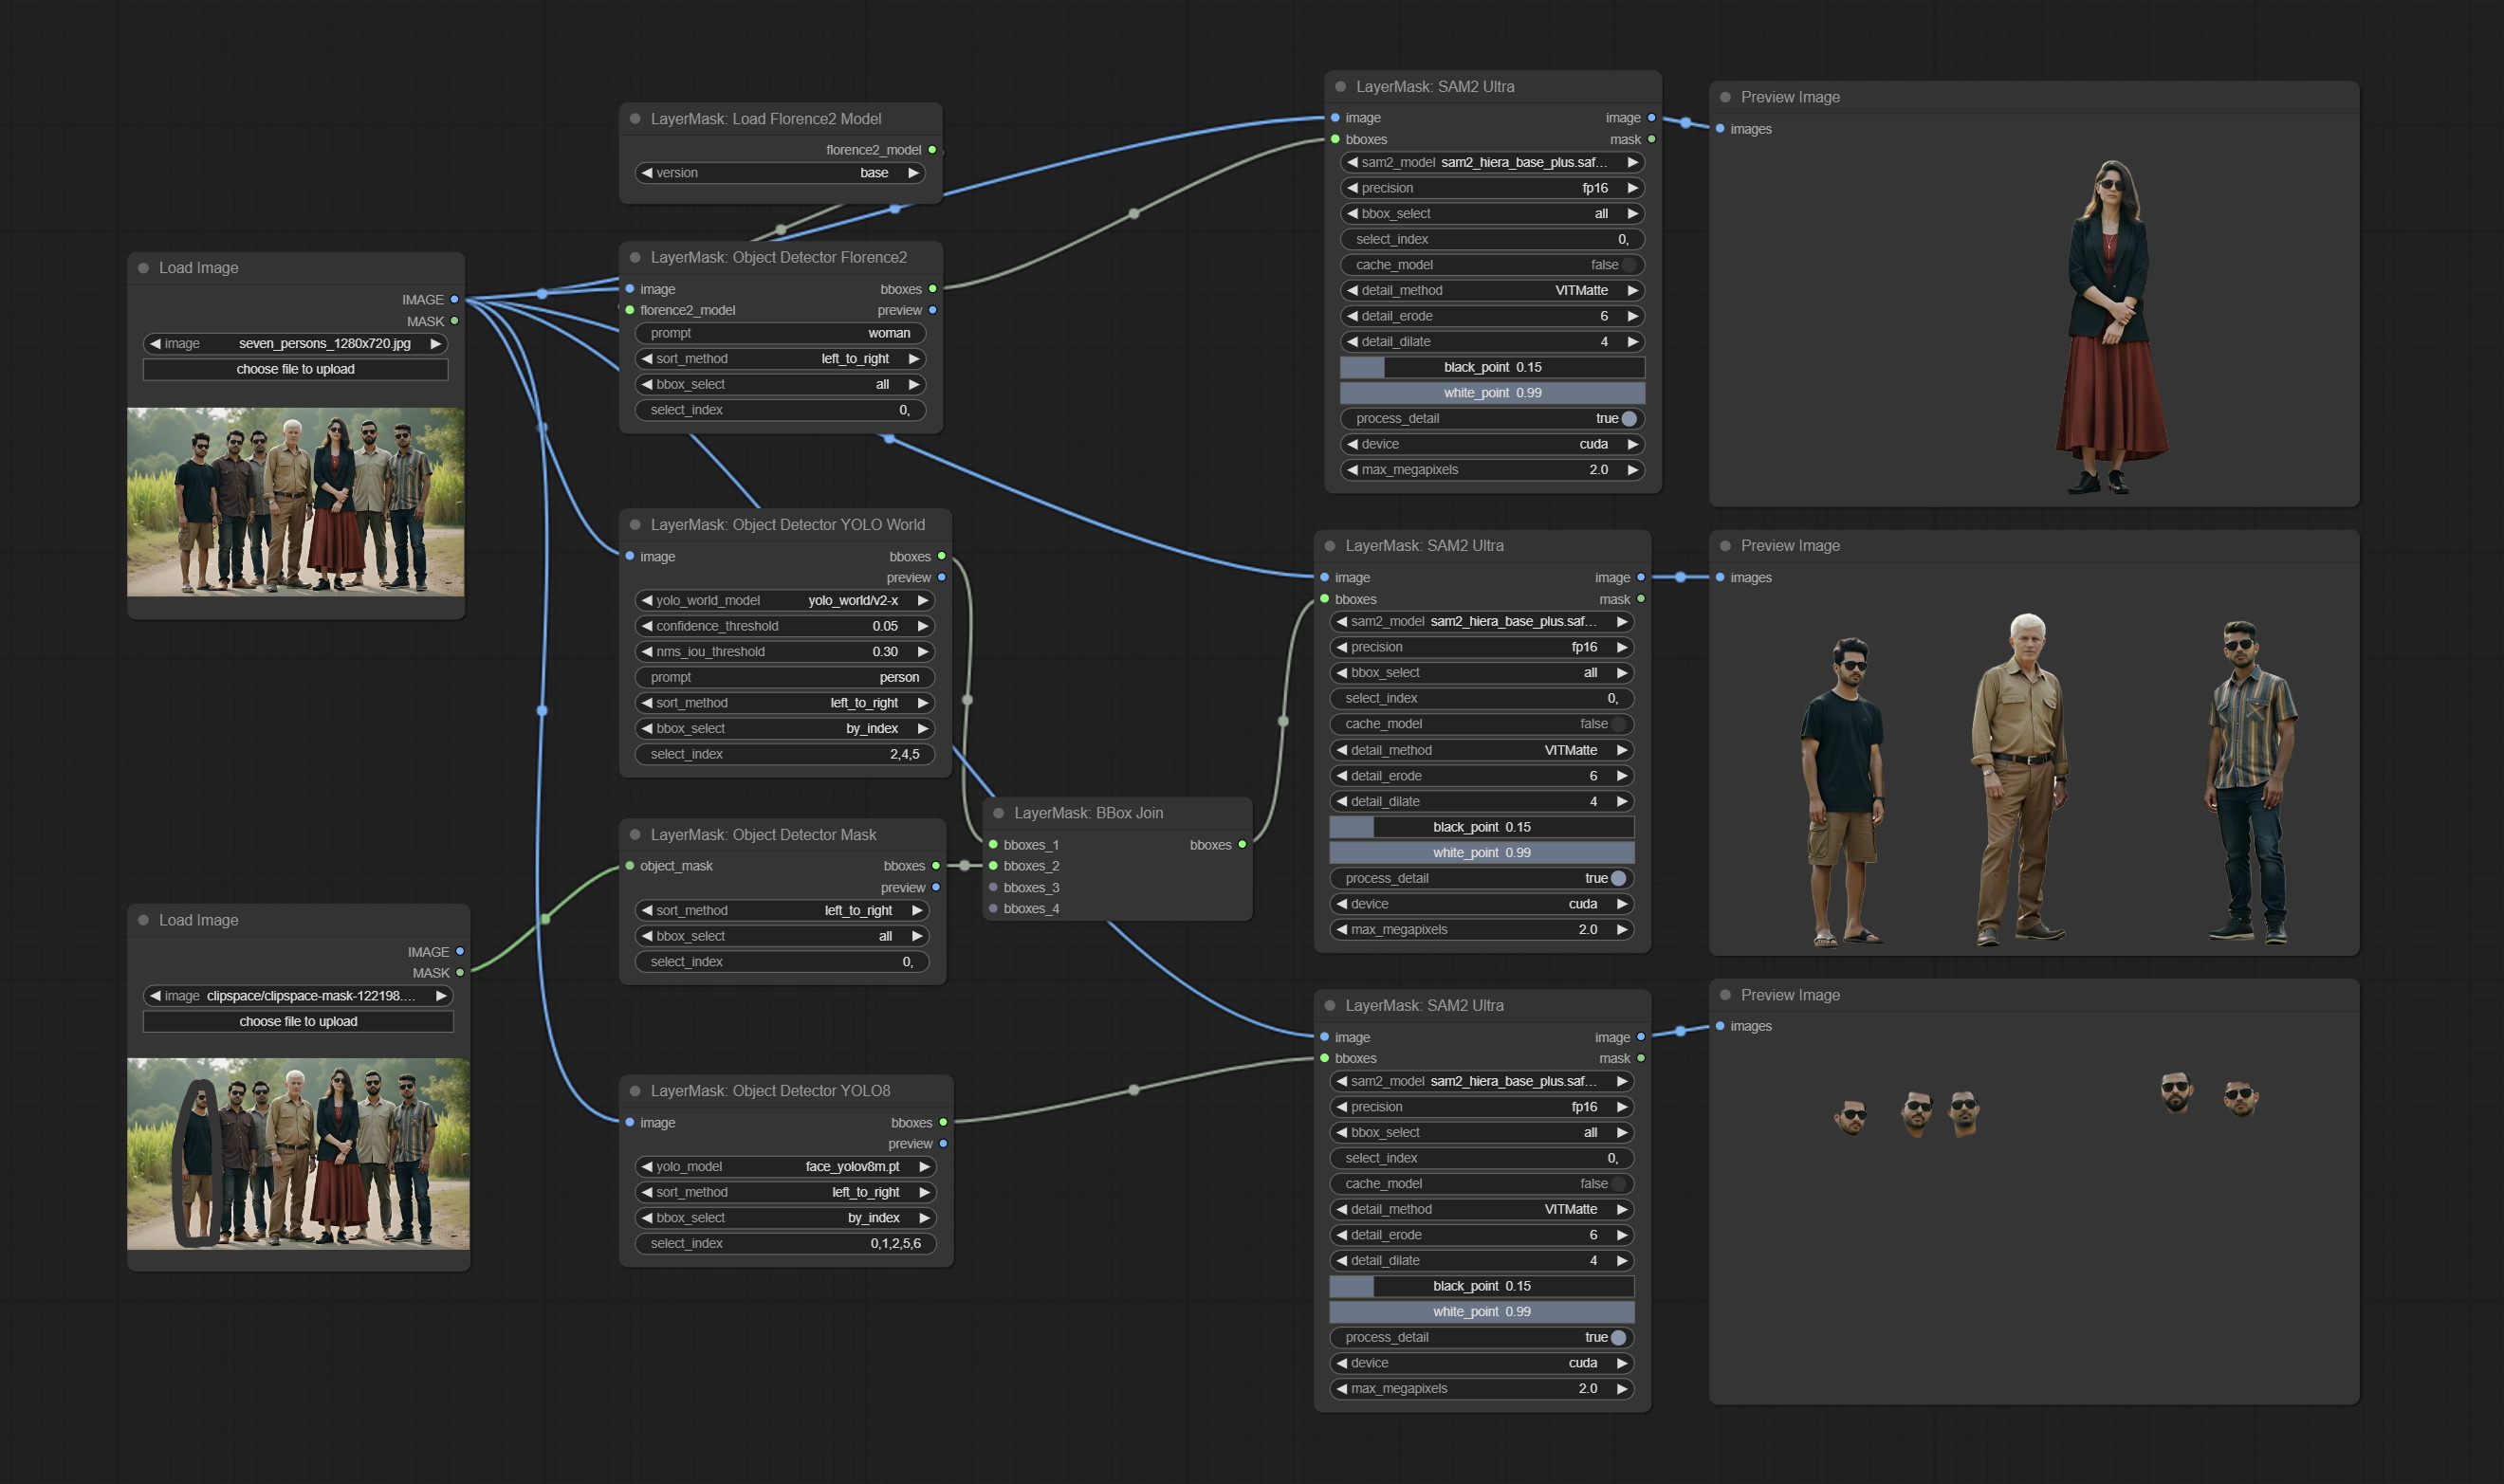 Load Image
IMAGE
MASK
image seven_persons_1280x720.jpg
choose file to upload
Load Image
IMAGE
MASK
image clipspace/clipspace-mask-122198....
choose file to upload
LayerMask: Load Florence2 Model
florence2_model
version base
LayerMask: Object Detector Florence2
image bboxes
florence2_model preview
prompt woman
sort_method left_to_right
bbox_select all
select_index 0,
LayerMask: Object Detector YOLO World
image bboxes
preview
yolo_world_model yolo_world/v2-x
confidence_threshold 0.05
nms_iou_threshold 0.30
prompt person
sort_method left_to_right
bbox_select by_index
select_index 2,4,5
LayerMask: Object Detector Mask
object_mask bboxes
preview
sort_method left_to_right
bbox_select all
select_index 0,
LayerMask: Object Detector YOLO8
image bboxes
preview
yolo_model face_yolov8m.pt
sort_method left_to_right
bbox_select by_index
select_index 0,1,2,5,6
LayerMask: BBox Join
bboxes_1 bboxes
bboxes_2
bboxes_3
bboxes_4
LayerMask: SAM2 Ultra
image image
bboxes mask
sam2_model sam2_hiera_base_plus.saf...
precision fp16
bbox_select all
select_index 0,
cache_model false
detail_method VITMatte
detail_erode 6
detail_dilate 4
black_point 0.15
white_point 0.99
process_detail true
device cuda
max_megapixels 2.0
LayerMask: SAM2 Ultra
image image
bboxes mask
sam2_model sam2_hiera_base_plus.saf...
precision fp16
bbox_select all
select_index 0,
cache_model false
detail_method VITMatte
detail_erode 6
detail_dilate 4
black_point 0.15
white_point 0.99
process_detail true
device cuda
max_megapixels 2.0
LayerMask: SAM2 Ultra
image image
bboxes mask
sam2_model sam2_hiera_base_plus.saf...
precision fp16
bbox_select all
select_index 0,
cache_model false
detail_method VITMatte
detail_erode 6
detail_dilate 4
black_point 0.15
white_point 0.99
process_detail true
device cuda
max_megapixels 2.0
Preview Image
images
Preview Image
images
Preview Image
images